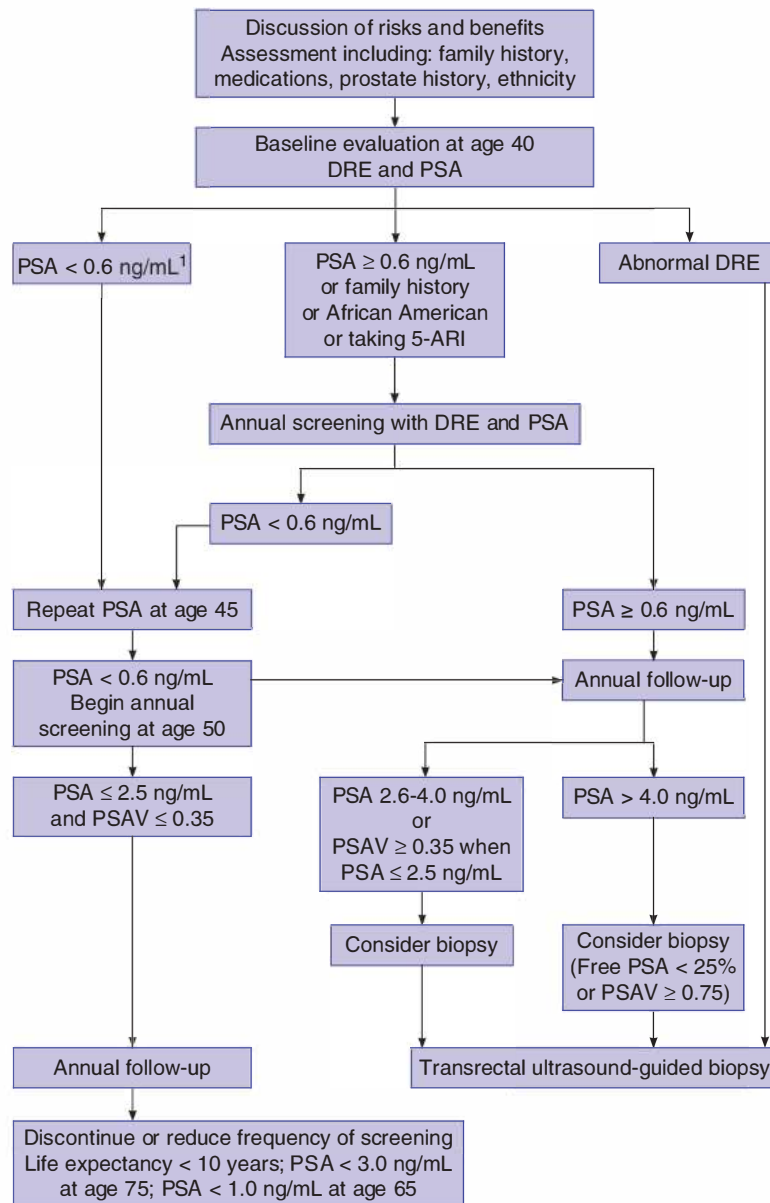 Discussion of risks and benefits
Assessment including: family history,
medications, prostate history, ethnicity
Baseline evaluation at age 40
DRE and PSA
PSA < 0.6 ng/mL¹
PSA ≥ 0.6 ng/mL
or family history
or African American
or taking 5-ARI
Abnormal DRE
Annual screening with DRE and PSA
PSA < 0.6 ng/mL
Repeat PSA at age 45
PSA ≥ 0.6 ng/mL
PSA < 0.6 ng/mL
Begin annual
screening at age 50
Annual follow-up
PSA ≤ 2.5 ng/mL
and PSAV ≤ 0.35
PSA 2.6-4.0 ng/mL
or
PSAV ≥ 0.35 when
PSA ≤ 2.5 ng/mL
PSA > 4.0 ng/mL
Consider biopsy
Consider biopsy
(Free PSA < 25%
or PSAV ≥ 0.75)
Annual follow-up
Transrectal ultrasound-guided biopsy
Discontinue or reduce frequency of screening
Life expectancy < 10 years; PSA < 3.0 ng/mL
at age 75; PSA < 1.0 ng/mL at age 65